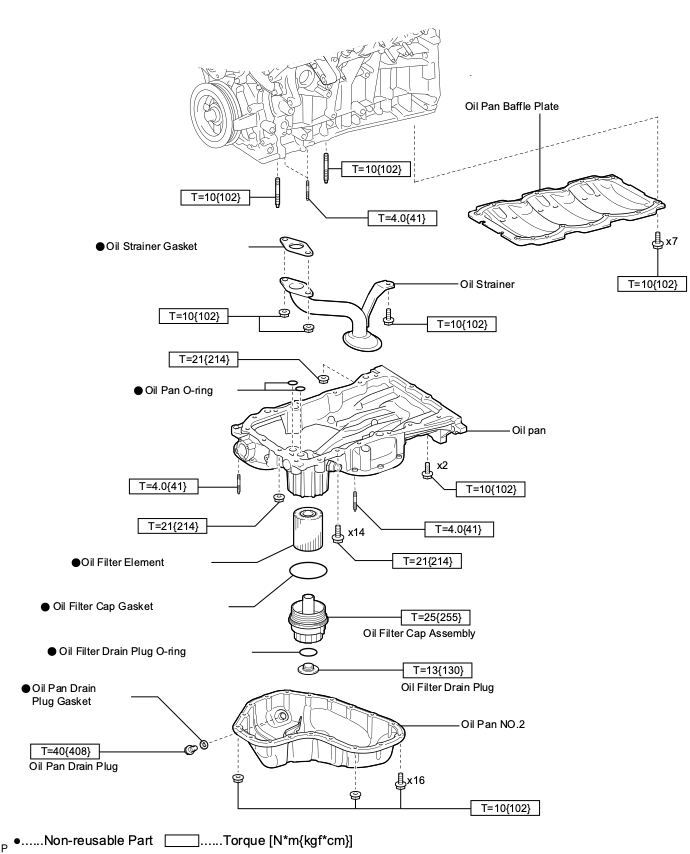 Oil Pan Baffle Plate
T=10{102}
T=10{102}
T=4.0{41}
x7
●Oil Strainer Gasket
T=10{102}
Oil Strainer
T=10{102}
T=10{102}
T=21{214}
● Oil Pan O-ring
Oil pan
x2
T=4.0{41}
T=10{102}
T=21{214}
x14
T=4.0{41}
●Oil Filter Element
T=21{214}
● Oil Filter Cap Gasket
T=25{255}
Oil Filter Cap Assembly
● Oil Filter Drain Plug O-ring
T=13{130}
Oil Filter Drain Plug
●Oil Pan Drain
Plug Gasket
Oil Pan NO.2
T=40{408}
Oil Pan Drain Plug
x16
T=10{102}
●......Non-reusable Part ......Torque [N*m{kgf*cm}]
P